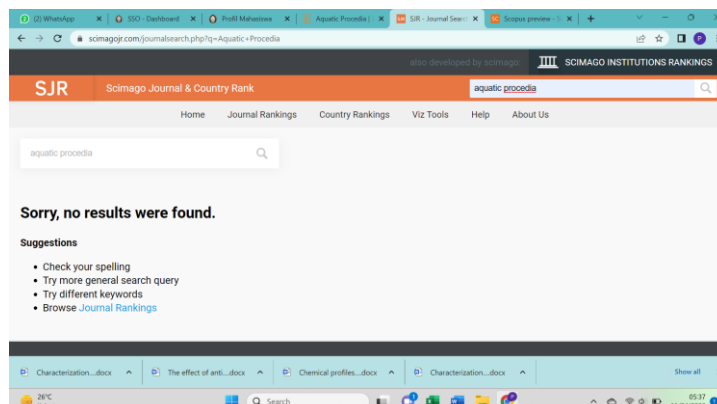 (2) WhatsApp
SSO - Dashboard
Profil Mahasiswa
Aquatic Procedia |
SJR - Journal Search
Scopus preview - S
scimagojr.com/journalsearch.php?q=Aquatic+Procedia
also developed by scimago:
SCIMAGO INSTITUTIONS RANKINGS
SJR
Scimago Journal & Country Rank
aquatic procedia
Home
Journal Rankings
Country Rankings
Viz Tools
Help
About Us
aquatic procedia
Sorry, no results were found.
Suggestions
Check your spelling
Try more general search query
Try different keywords
Browse Journal Rankings
Characterization....docx
The effect of anti....docx
Chemical profiles....docx
Characterization....docx
Show all
26°C
Search
05:37